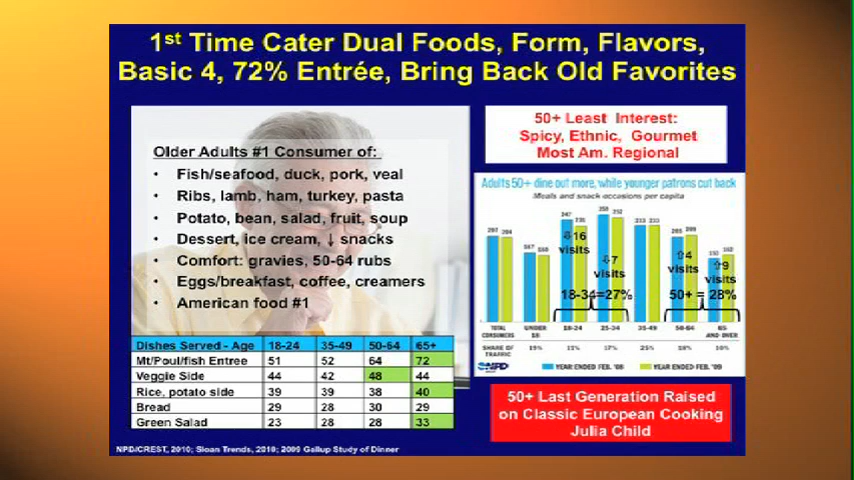 1st Time Cater Dual Foods, Form, Flavors,
Basic 4, 72% Entrée, Bring Back Old Favorites
Older Adults #1 Consumer of:
• Fish/seafood, duck, pork, veal
• Ribs, lamb, ham, turkey, pasta
• Potato, bean, salad, fruit, soup
• Dessert, ice cream, ↓ snacks
• Comfort: gravies, 50-64 rubs
• Eggs/breakfast, coffee, creamers
• American food #1
Dishes Served - Age 18-24 35-49 50-64 65+
Mt/Poul/fish Entree 51 52 64 72
Veggie Side 44 42 48 44
Rice, potato side 39 39 38 40
Bread 29 28 30 29
Green Salad 23 28 28 33
NPD/CREST, 2010; Sloan Trends, 2010; 2009 Gallup Study of Dinner
50+ Least Interest:
Spicy, Ethnic, Gourmet
Most Am. Regional
Adults 50+ dine out more, while younger patrons cut back
Meals and snack occasions per capita
⇩16
visits
⇩7
visits
⇧4
visits
⇧9
visits
18-34=27%
50+ = 28%
TOTAL CONSUMERS UNDER 18 18-24 25-34 35-49 50-64 65 AND OVER
SHARE OF TRAFFIC
NPD
YEAR ENDED FEB. '08 YEAR ENDED FEB. '09
50+ Last Generation Raised
on Classic European Cooking
Julia Child